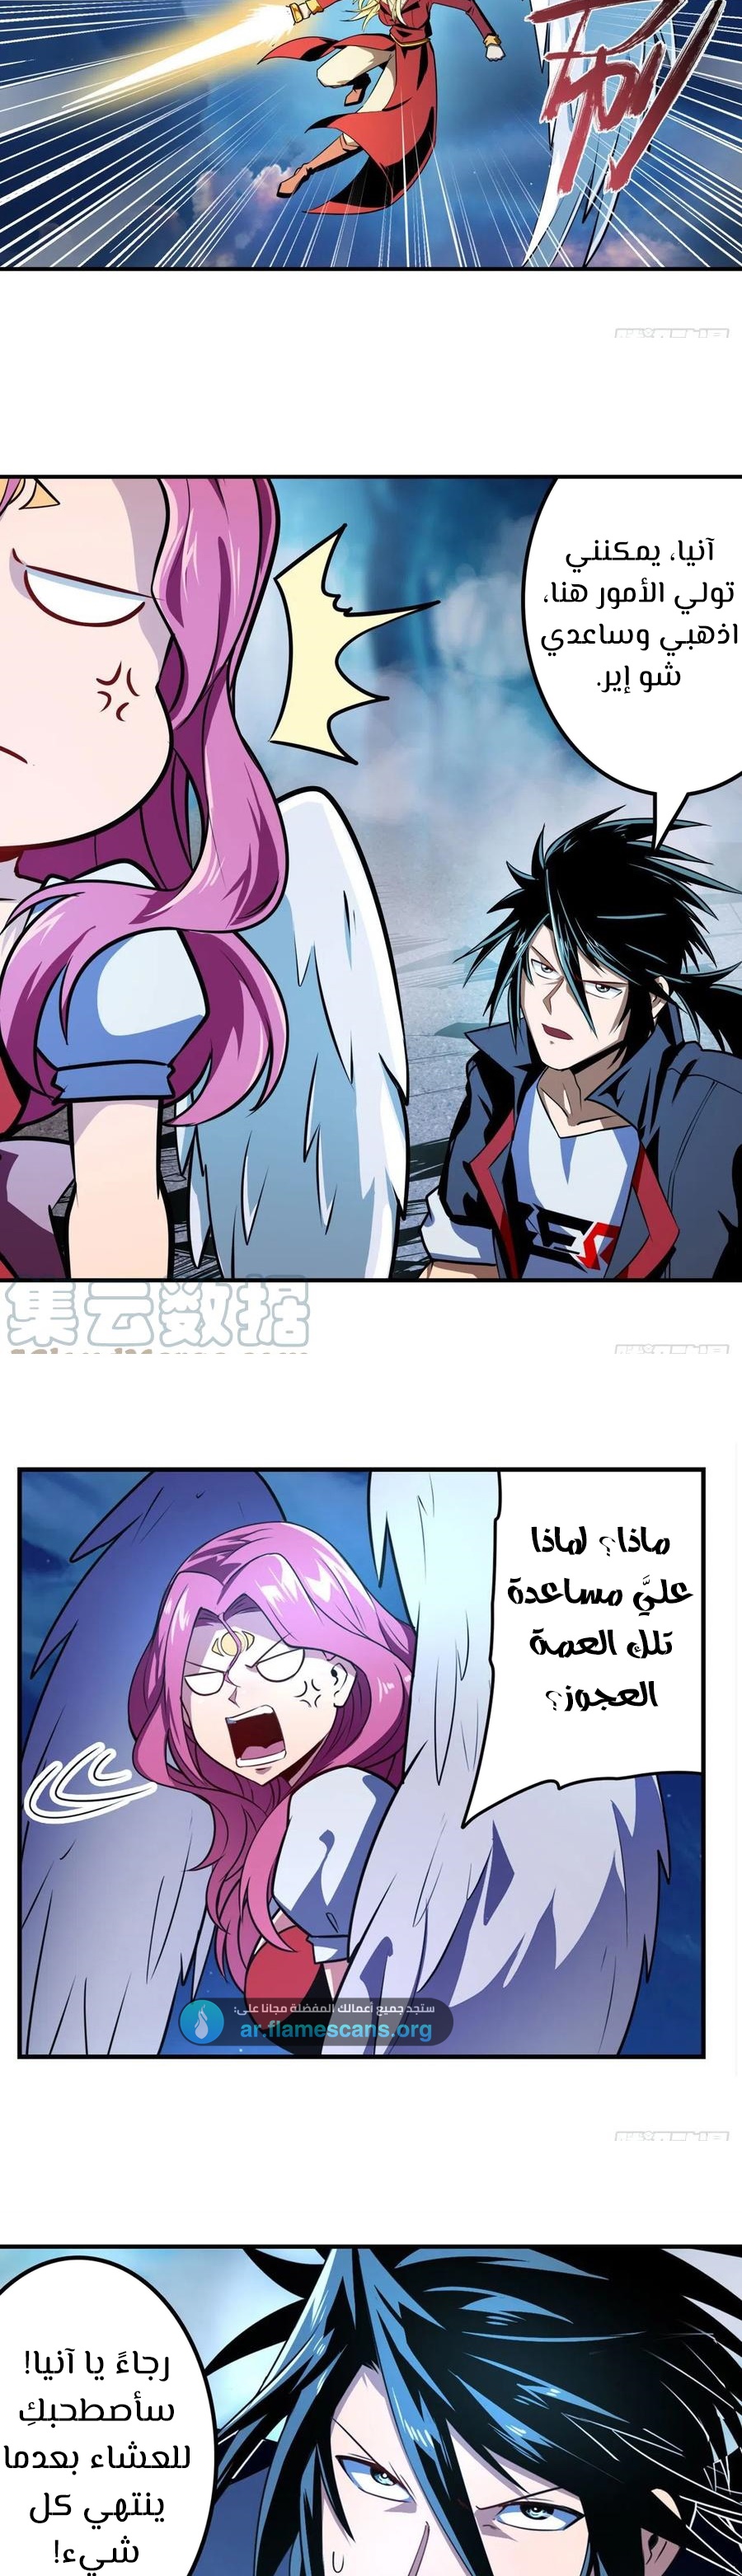 آنيا، يمكنني
تولي الأمور هنا،
اذهبي وساعدي
شو إير.
集云数据
ماذا؟ لماذا
عليَّ مساعدة
تلك العمة
العجوز؟
ستجد جميع أعمالك المفضلة مجانا على:
ar.flamescans.org
رجاءً يا آنيا!
سأصطحبكِ
للعشاء بعدما
ينتهي كل
شيء!